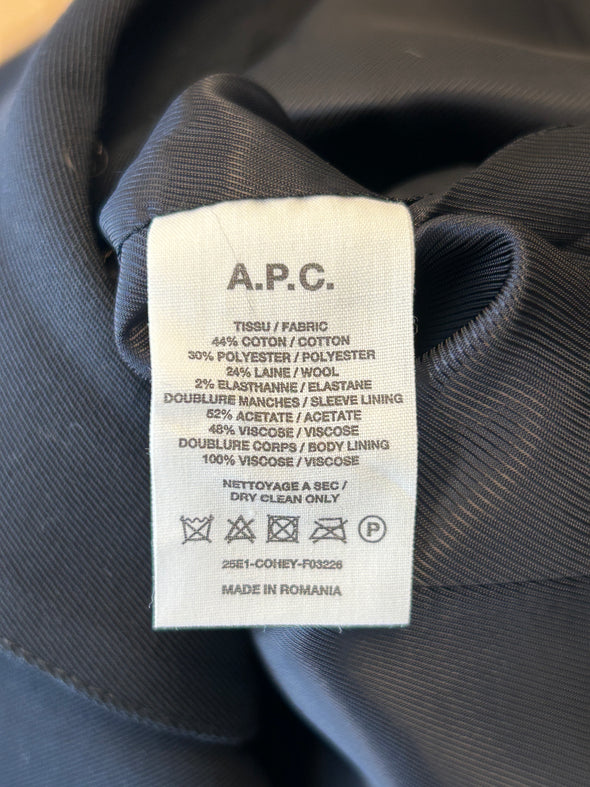 A.P.C.
TISSU / FABRIC
44% COTON / COTTON
30% POLYESTER / POLYESTER
24% LAINE / WOOL
2% ELASTHANNE / ELASTANE
DOUBLURE MANCHES / SLEEVE LINING
52% ACETATE / ACETATE
48% VISCOSE / VISCOSE
DOUBLURE CORPS / BODY LINING
100% VISCOSE / VISCOSE
NETTOYAGE A SEC /
DRY CLEAN ONLY
P
25E1-COHEY-F03226
MADE IN ROMANIA